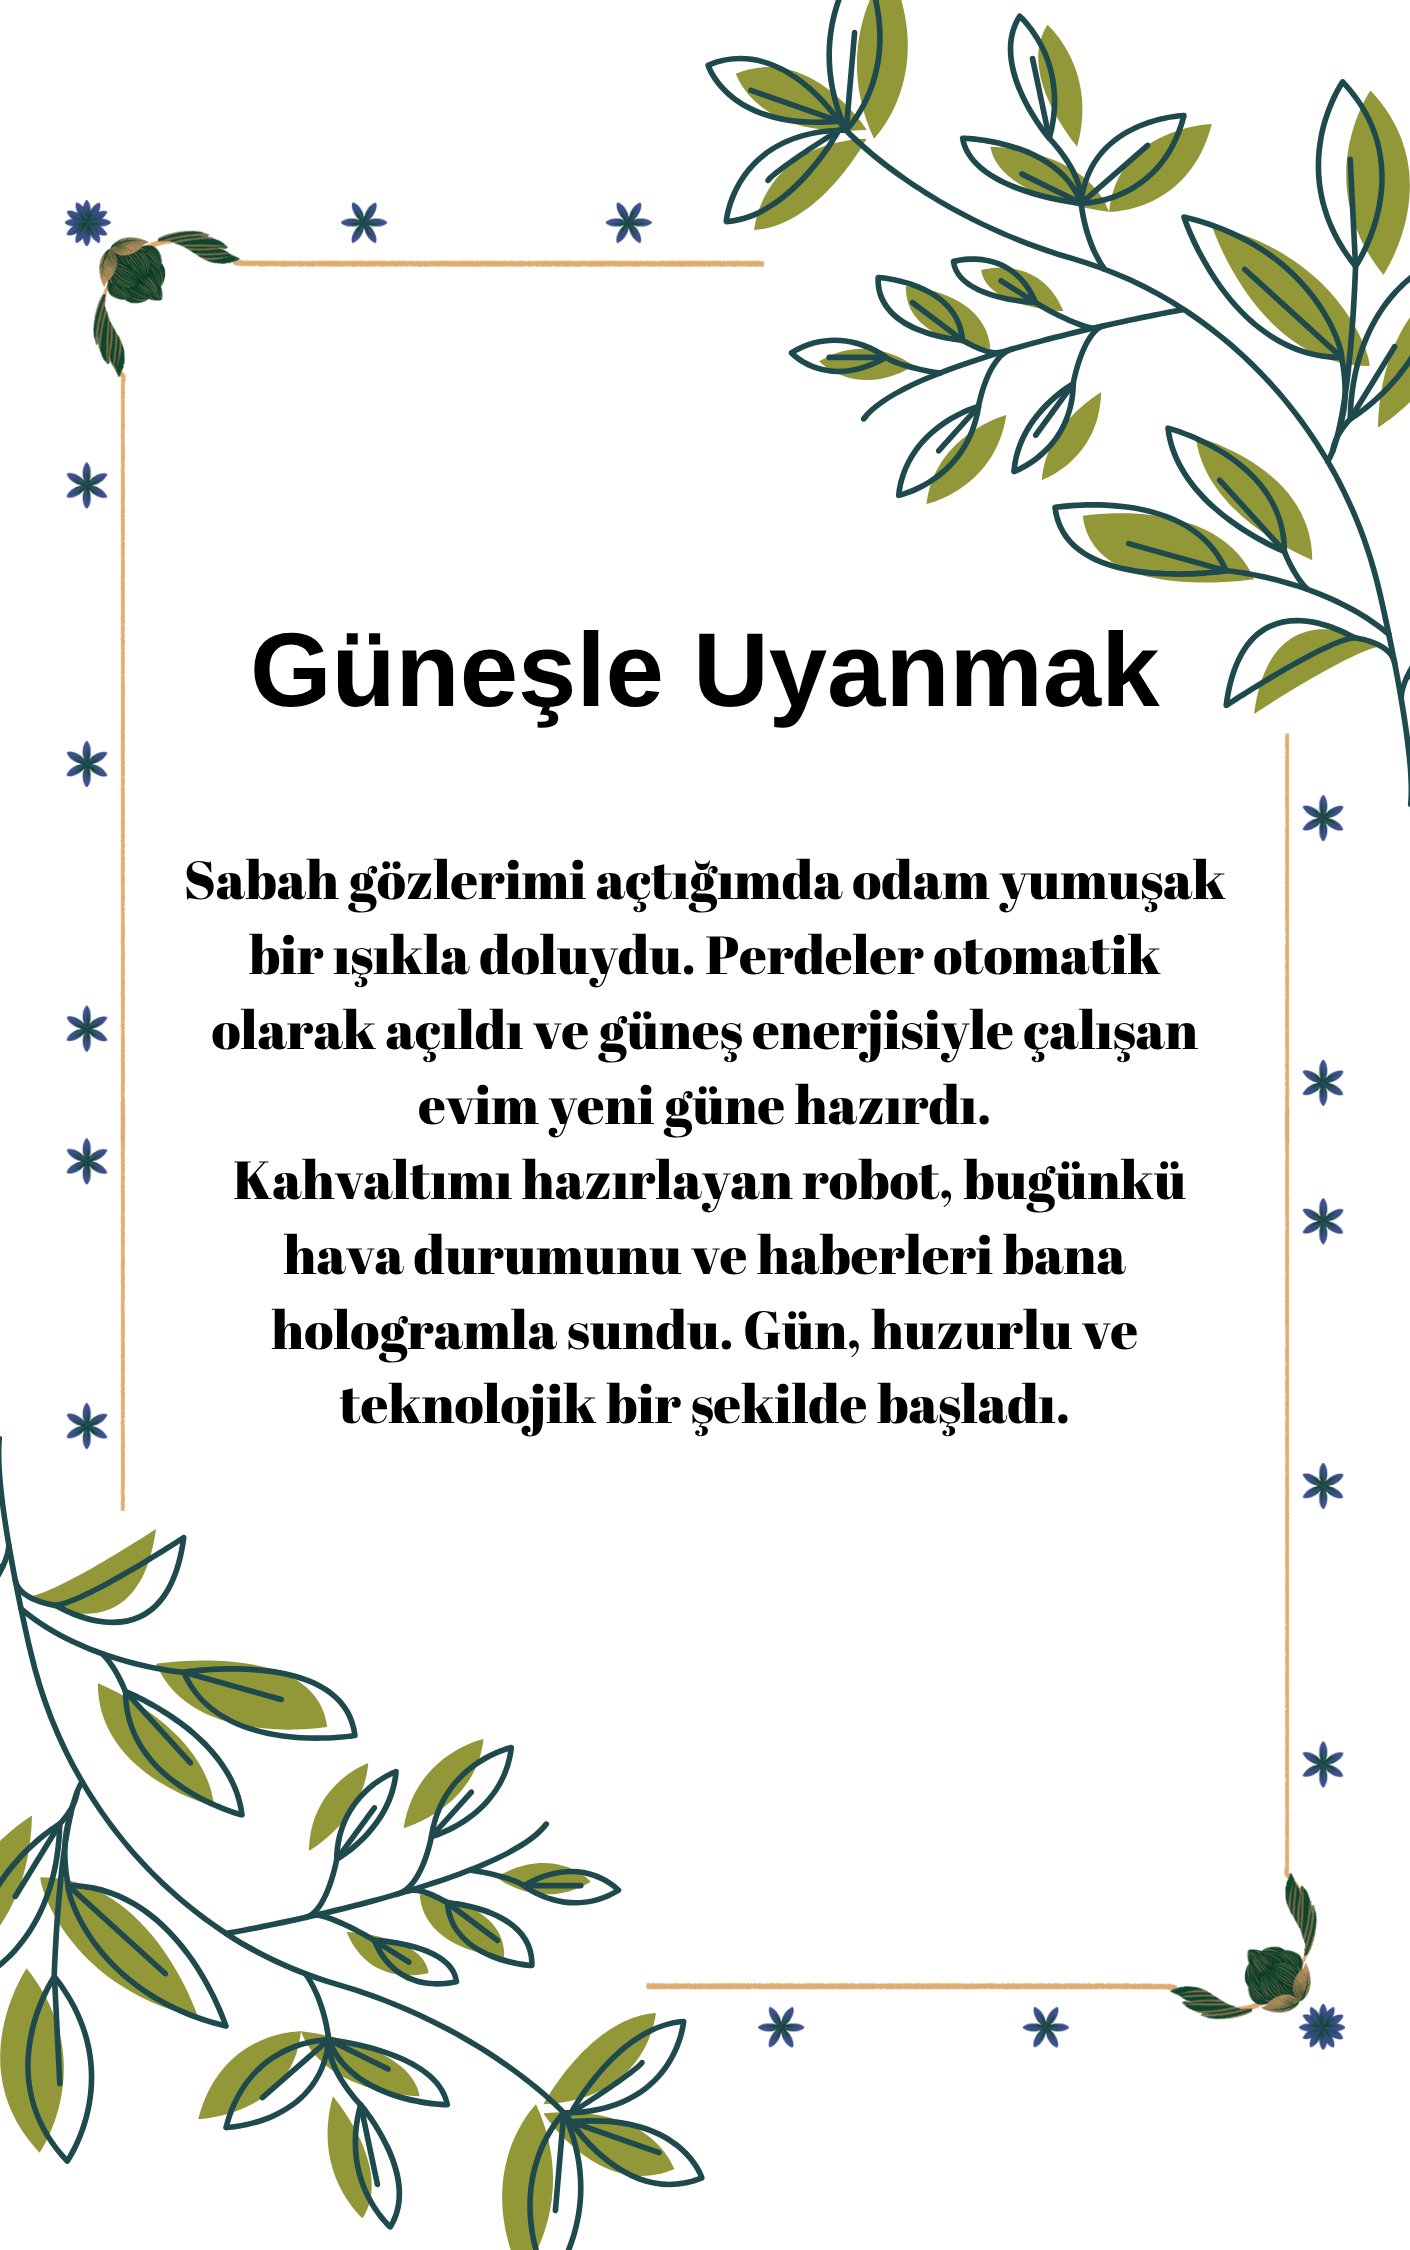 Güneşle Uyanmak
Sabah gözlerimi açtığımda odam yumuşak
bir ışıkla doluydu. Perdeler otomatik
olarak açıldı ve güneş enerjisiyle çalışan
evim yeni güne hazırdı.
Kahvaltımı hazırlayan robot, bugünkü
hava durumunu ve haberleri bana
hologramla sundu. Gün, huzurlu ve
teknolojik bir şekilde başladı.